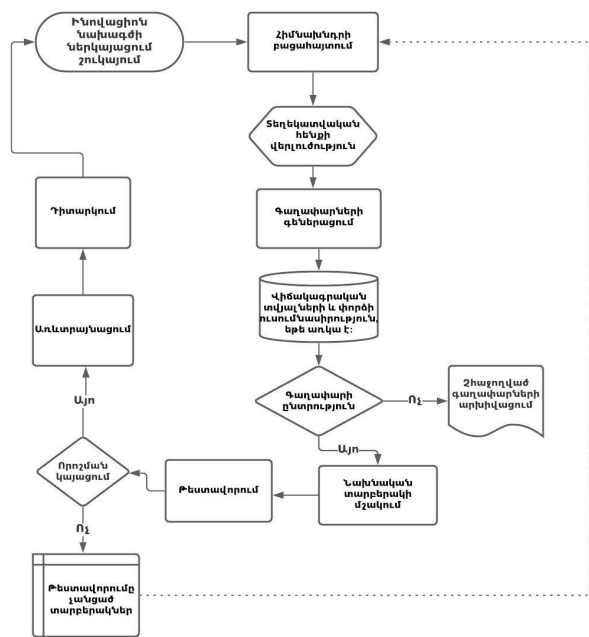 Ինովացիոն
նախագժի
ներկայացում
շուկայում
Հիմնախնդրի
բացահայտում
Տեղեկատվական
հենքի
վերլուծություն
Գաղափարների
գեներացում
Վիճակագրական
տվյալների և փորձի
ուսումնասիրություն,
եթե առկա է:
Գաղափարի
ընտրություն
Ոչ
Չհաջողված
գաղափարների
արխիվացում
Այո
Նախնական
տարբերակի
մշակում
Թեստավորում
Որոշման
կայացում
Այո
Առևտրայնացում
Դիտարկում
Ոչ
Թեստավորումը
չանցած
տարբերակներ